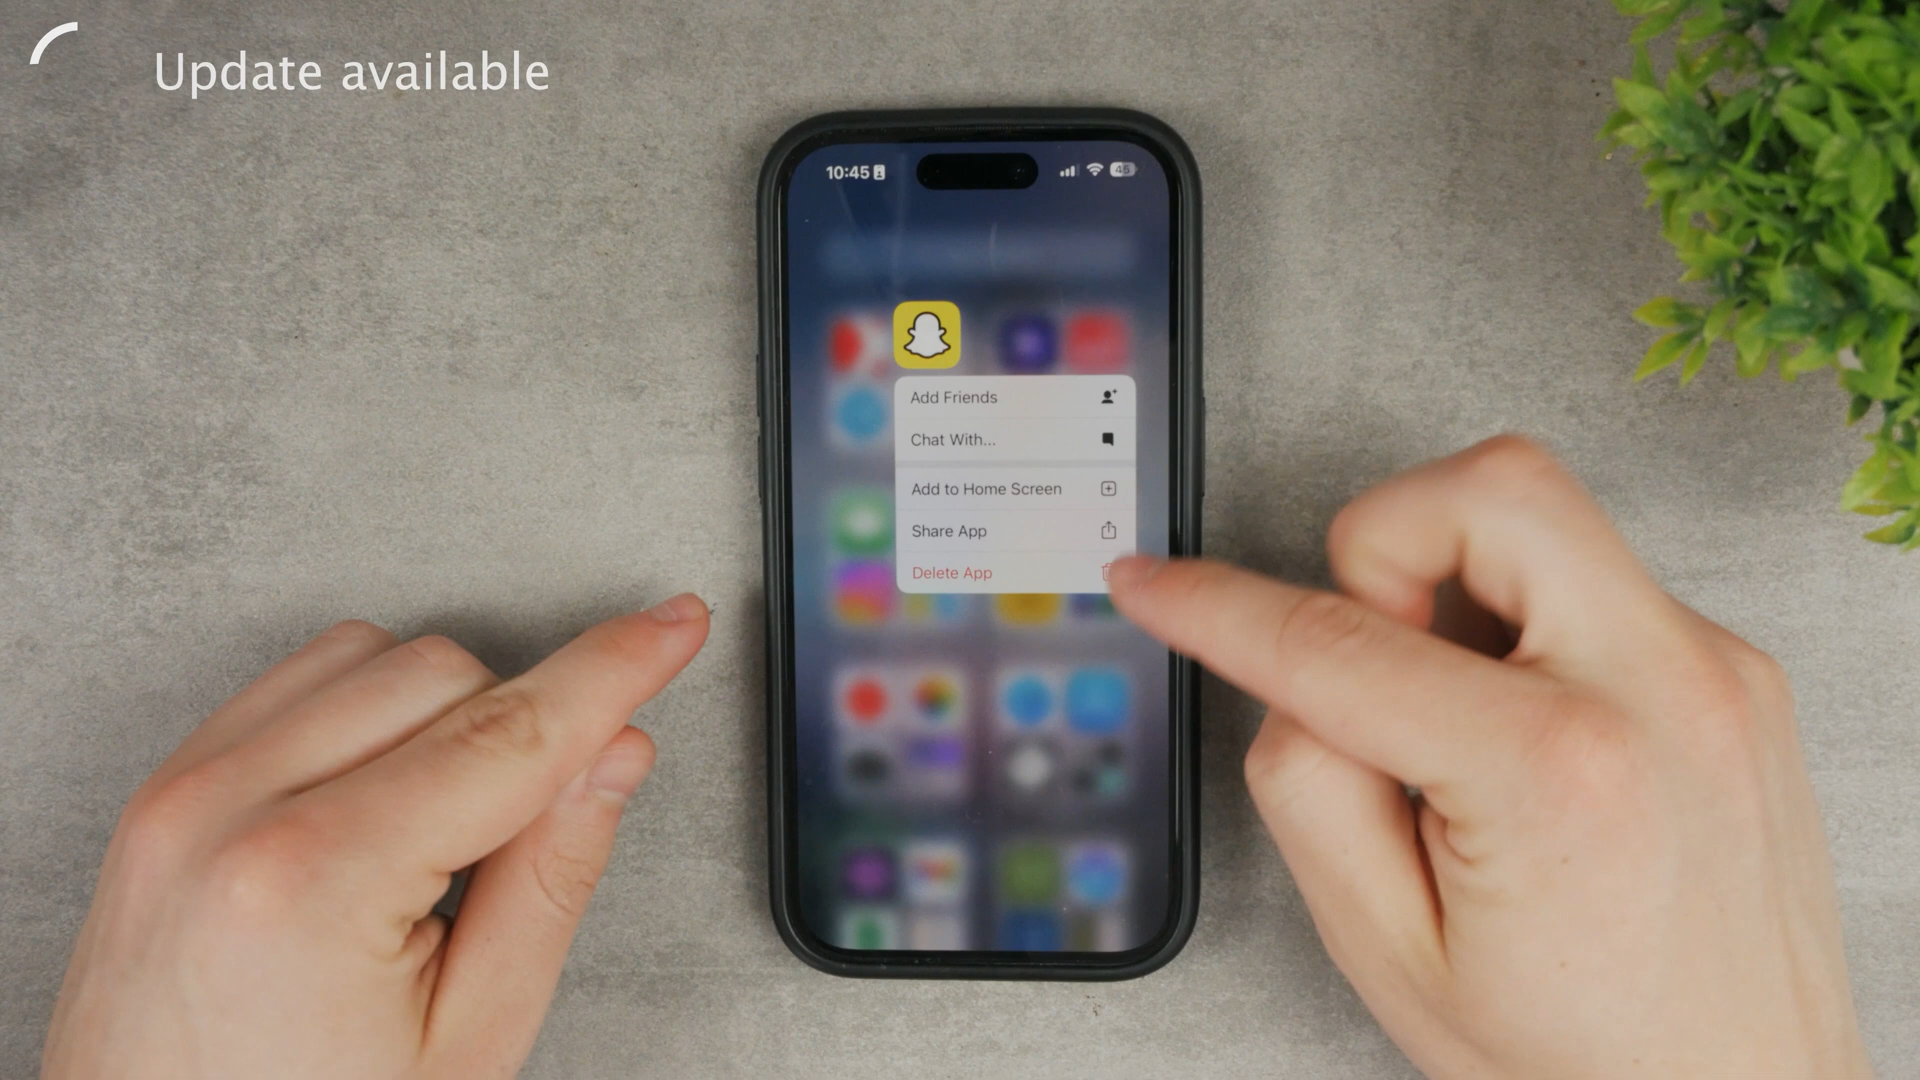 Update available
10:45
45
Add Friends
Chat With...
Add to Home Screen
Share App
Delete App